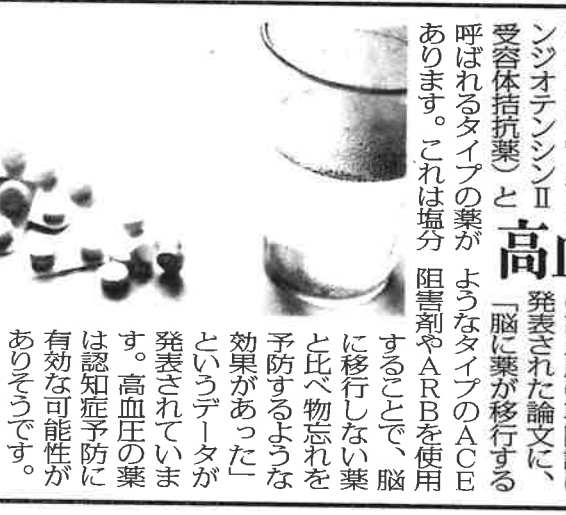 ンジオテンシンⅡ
受容体拮抗薬)と
呼ばれるタイプの薬が
あります。これは塩分
高
発表された論文に、
「脳に薬が移行する
ようなタイプのACE
阻害剤やARBを使用
することで、脳
に移行しない薬
と比べ物忘れを
予防するような
効果があった」
というデータが
発表されていま
す。高血圧の薬
は認知症予防に
有効な可能性が
ありそうです。